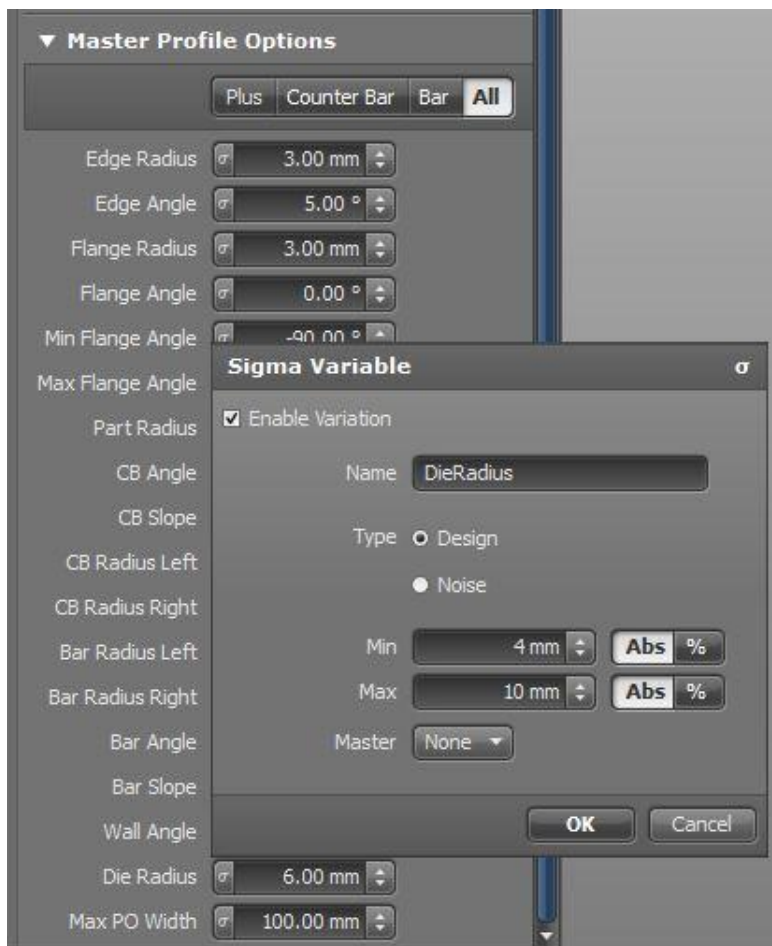 ▼ Master Profile Options
Plus Counter Bar Bar All
Edge Radius σ 3.00 mm
Edge Angle σ 5.00 °
Flange Radius σ 3.00 mm
Flange Angle σ 0.00 °
Min Flange Angle σ -90.00 °
Max Flange Angle
Part Radius
CB Angle
CB Slope
CB Radius Left
CB Radius Right
Bar Radius Left
Bar Radius Right
Bar Angle
Bar Slope
Wall Angle
Die Radius σ 6.00 mm
Max PO Width σ 100.00 mm
Sigma Variable σ
Enable Variation
Name DieRadius
Type Design
Noise
Min 4 mm Abs %
Max 10 mm Abs %
Master None
OK Cancel